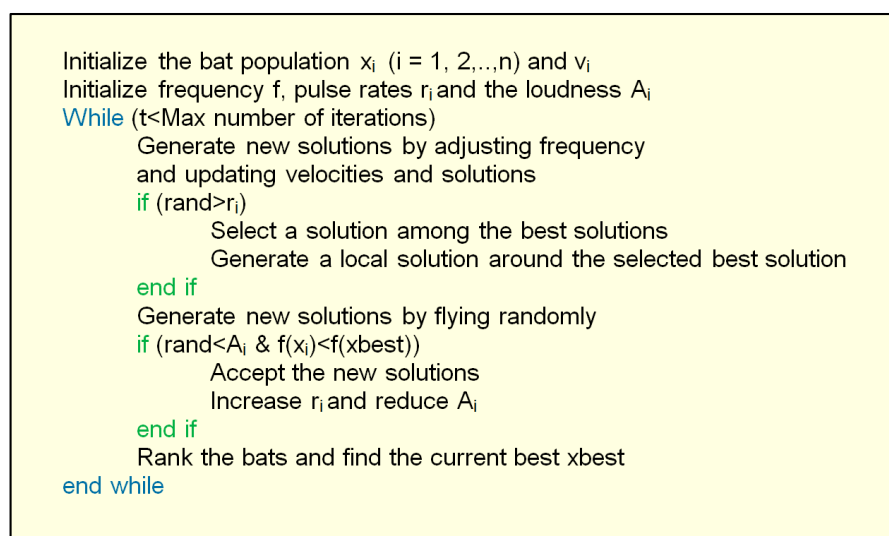 Initialize the bat population xᵢ (i = 1, 2,..,n) and vᵢ
Initialize frequency f, pulse rates rᵢ and the loudness Aᵢ
While (t<Max number of iterations)
Generate new solutions by adjusting frequency
and updating velocities and solutions
if (rand>rᵢ)
Select a solution among the best solutions
Generate a local solution around the selected best solution
end if
Generate new solutions by flying randomly
if (rand<Aᵢ & f(xᵢ)<f(xbest))
Accept the new solutions
Increase rᵢ and reduce Aᵢ
end if
Rank the bats and find the current best xbest
end while